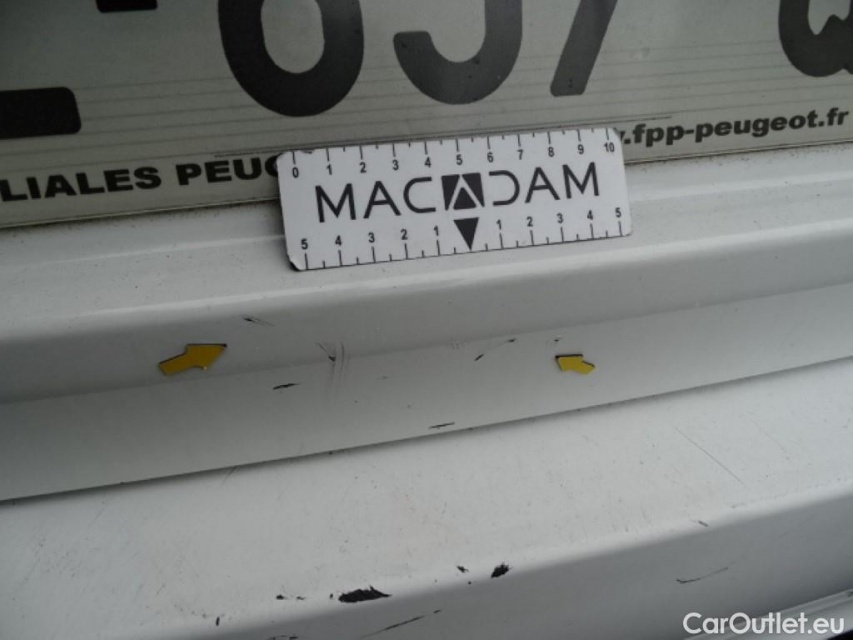 .fpp-peugeot.fr
LIALES PEUG
0 1 2 3 4 5 6 7 8 9 10
MACADAM
5 4 3 2 1 1 2 3 4 5
CarOutlet.eu